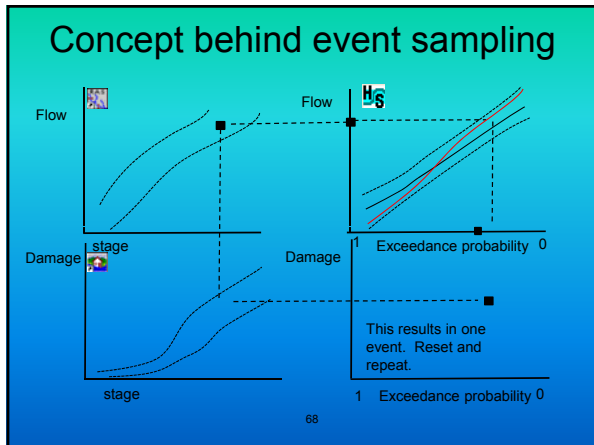 Concept behind event sampling
Flow
Flow
HS
stage
1 Exceedance probability 0
Damage
Damage
This results in one
event. Reset and
repeat.
stage
1 Exceedance probability 0
68